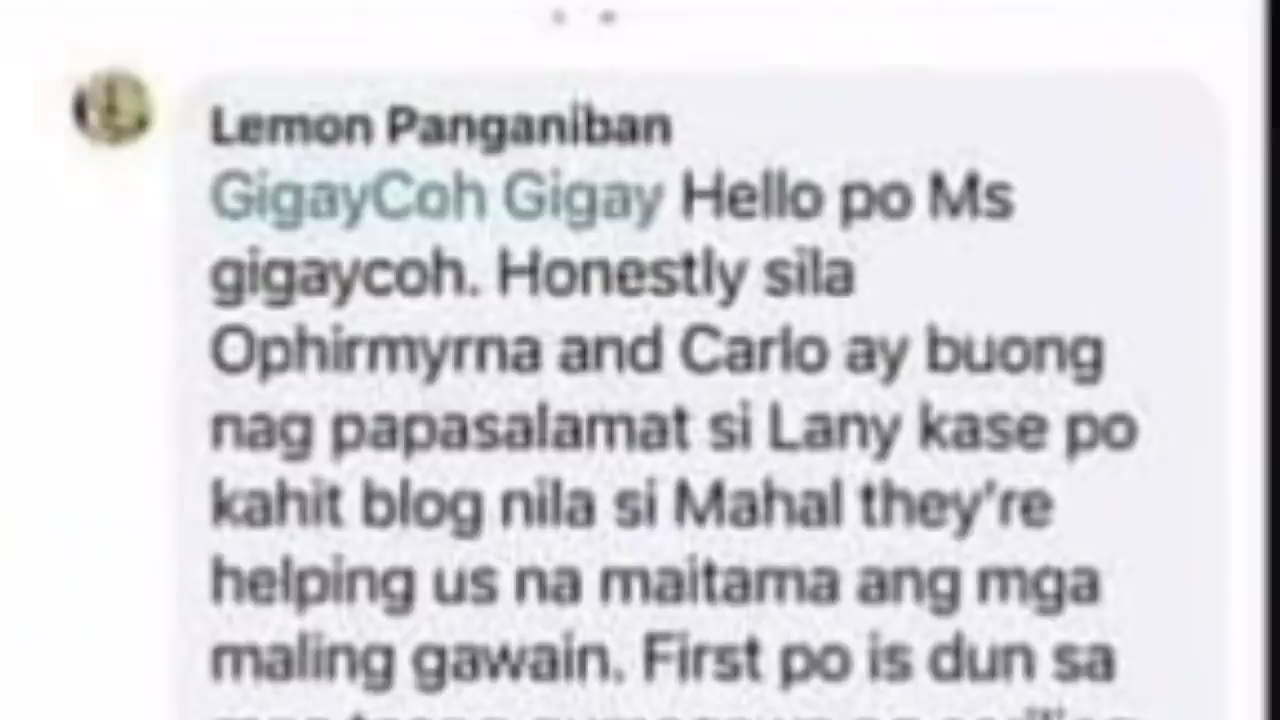 Lemon Panganiban
GigayCoh Gigay Hello po Ms
gigaycoh. Honestly sila
Ophirmyrna and Carlo ay buong
nag papasalamat si Lany kase po
kahit blog nila si Mahal they're
helping us na maitama ang mga
maling gawain. First po is dun sa